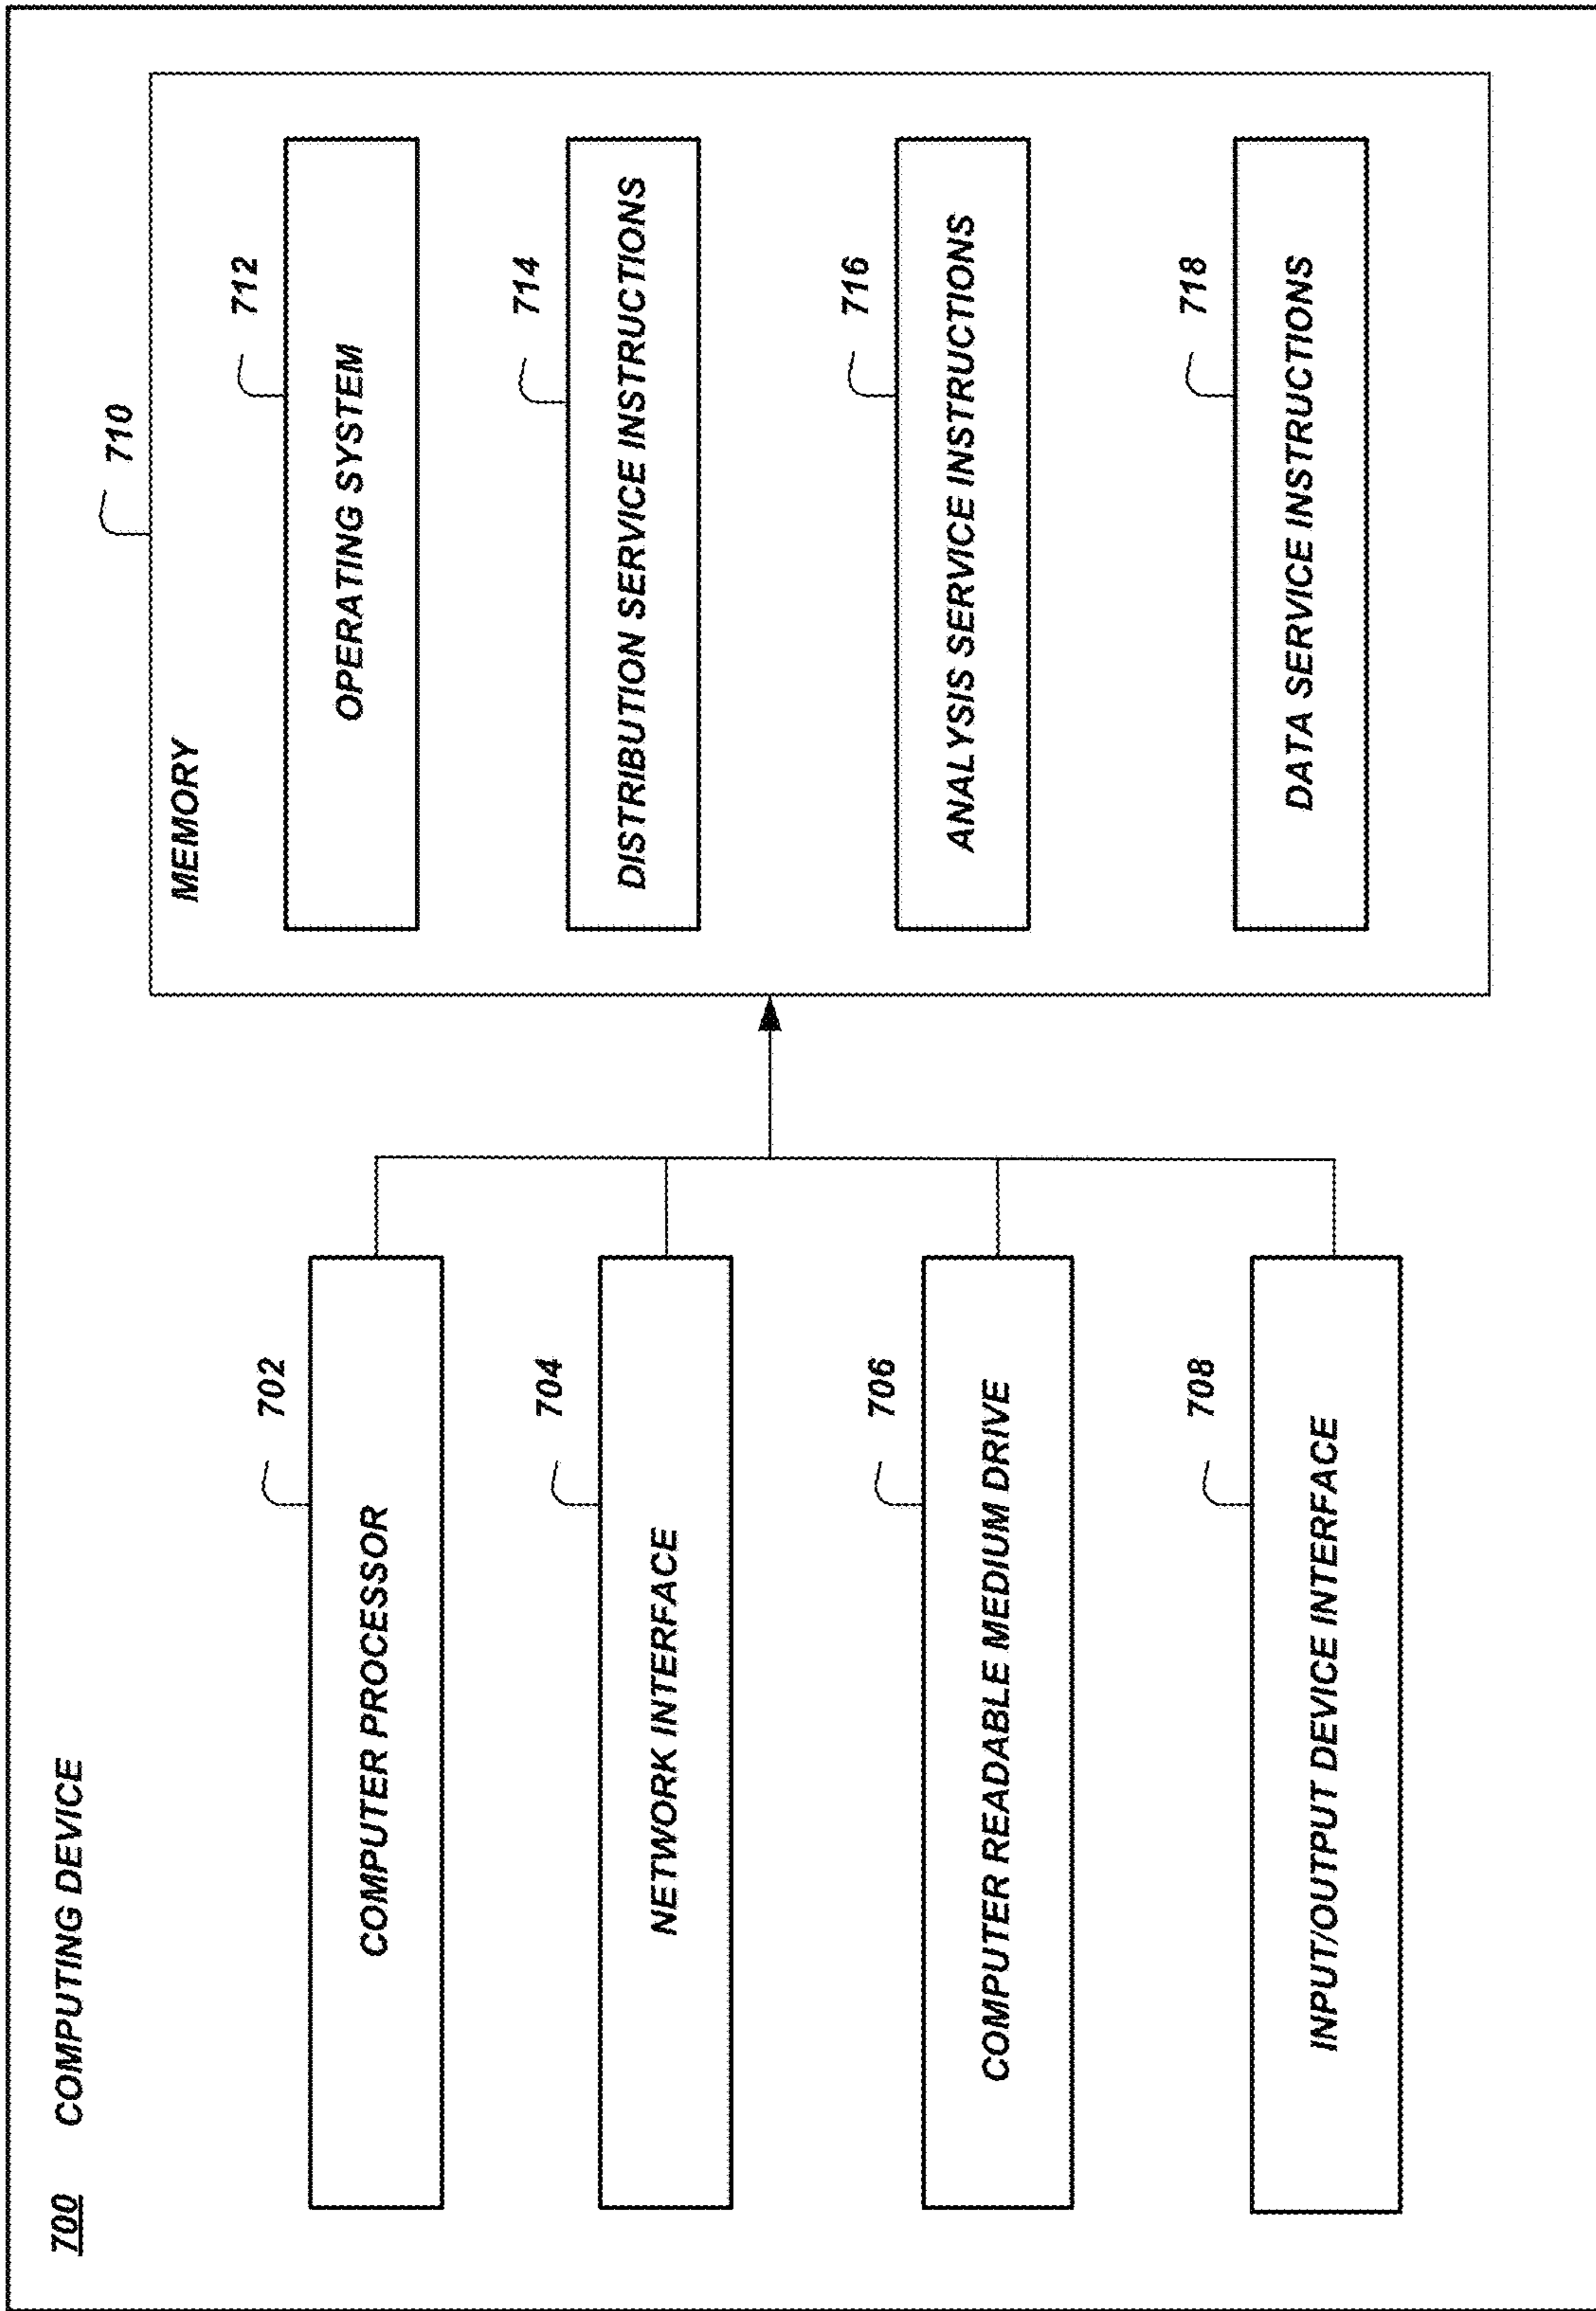 700 COMPUTING DEVICE
702
COMPUTER PROCESSOR
704
NETWORK INTERFACE
706
COMPUTER READABLE MEDIUM DRIVE
708
INPUT/OUTPUT DEVICE INTERFACE
710
MEMORY
712
OPERATING SYSTEM
714
DISTRIBUTION SERVICE INSTRUCTIONS
716
ANALYSIS SERVICE INSTRUCTIONS
718
DATA SERVICE INSTRUCTIONS